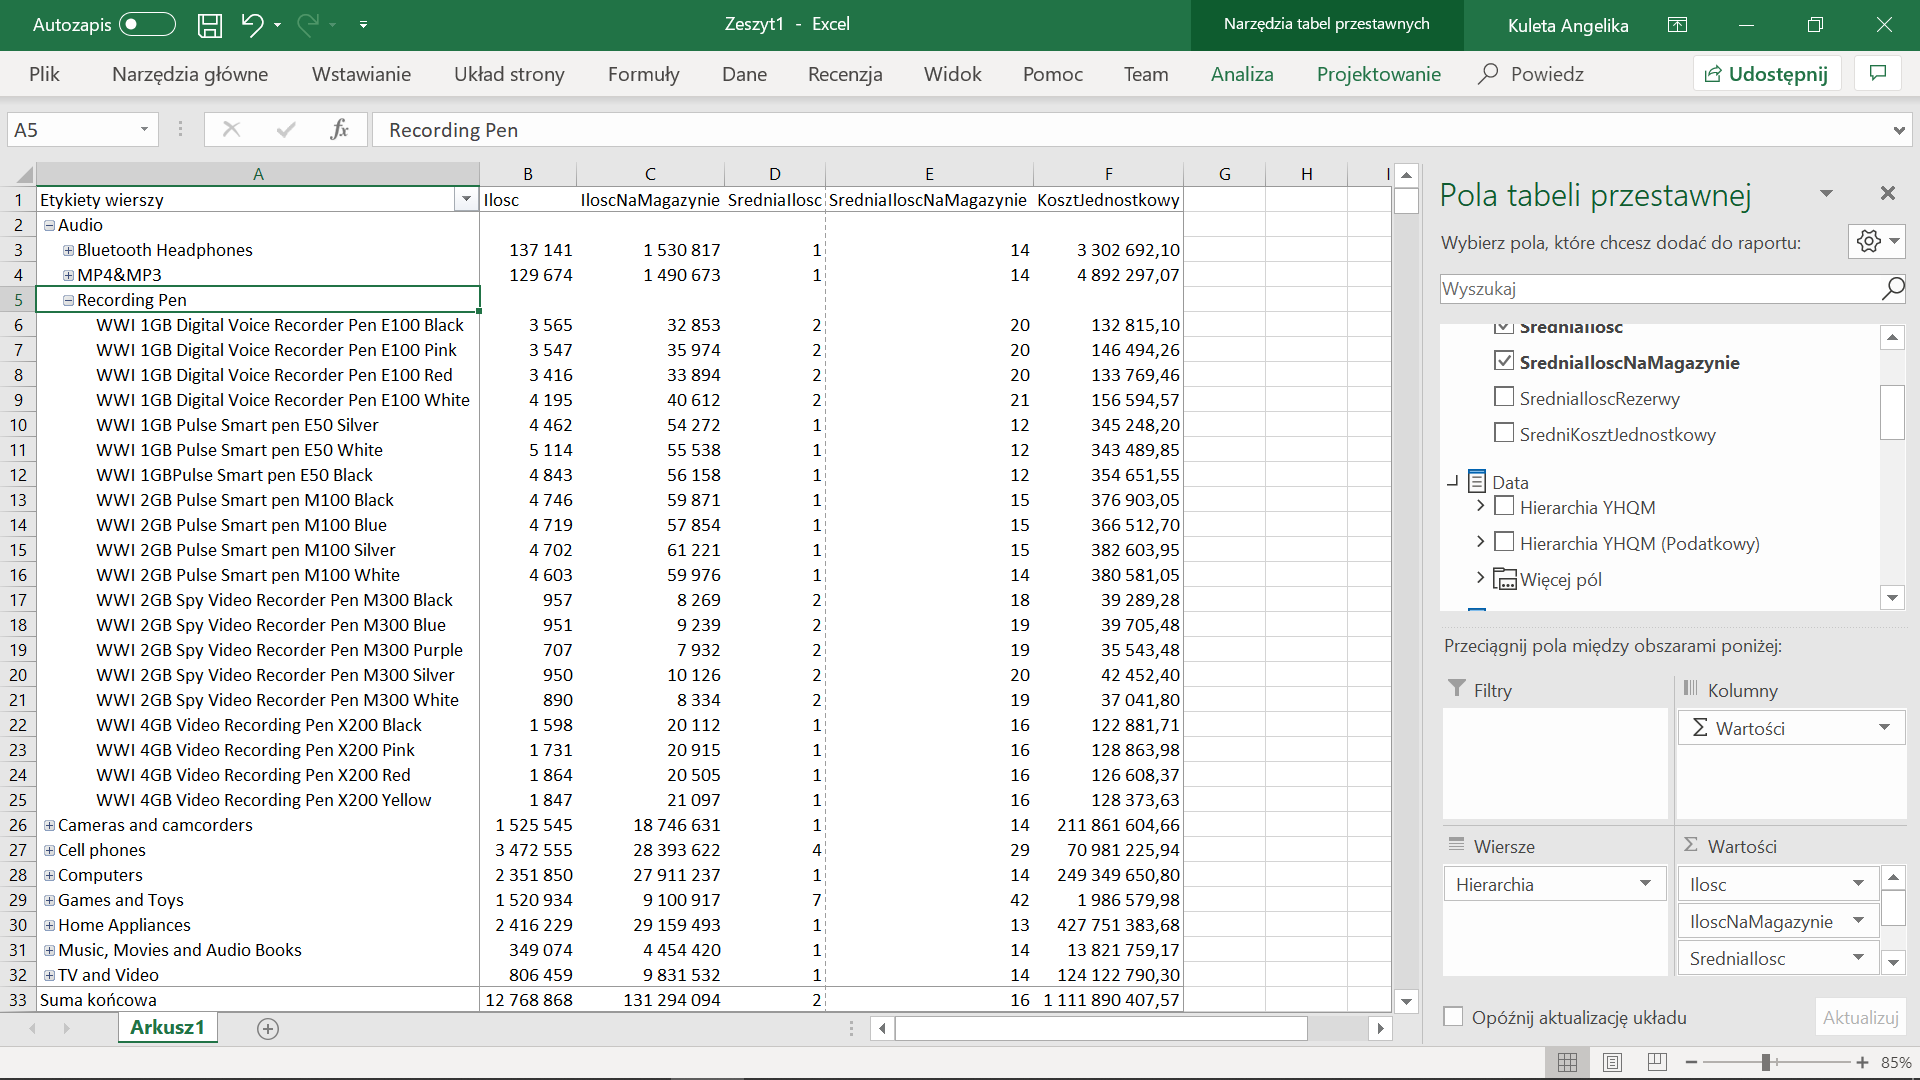 Autozapis
Zeszyt1 - Excel
Narzędzia tabel przestawnych
Kuleta Angelika
Plik Narzędzia główne Wstawianie Układ strony Formuły Dane Recenzja Widok Pomoc Team Analiza Projektowanie Powiedz Udostępnij
A5 fx Recording Pen
A B C D E F G H I
1 Etykiety wierszy Ilosc IloscNaMagazynie SredniaIlosc SredniaIloscNaMagazynie KosztJednostkowy
2 Audio
3 Bluetooth Headphones 137 141 1 530 817 1 14 3 302 692,10
4 MP4&MP3 129 674 1 490 673 1 14 4 892 297,07
5 Recording Pen
6 WWI 1GB Digital Voice Recorder Pen E100 Black 3 565 32 853 2 20 132 815,10
7 WWI 1GB Digital Voice Recorder Pen E100 Pink 3 547 35 974 2 20 146 494,26
8 WWI 1GB Digital Voice Recorder Pen E100 Red 3 416 33 894 2 20 133 769,46
9 WWI 1GB Digital Voice Recorder Pen E100 White 4 195 40 612 2 21 156 594,57
10 WWI 1GB Pulse Smart pen E50 Silver 4 462 54 272 1 12 345 248,20
11 WWI 1GB Pulse Smart pen E50 White 5 114 55 538 1 12 343 489,85
12 WWI 1GBPulse Smart pen E50 Black 4 843 56 158 1 12 354 651,55
13 WWI 2GB Pulse Smart pen M100 Black 4 746 59 871 1 15 376 903,05
14 WWI 2GB Pulse Smart pen M100 Blue 4 719 57 854 1 15 366 512,70
15 WWI 2GB Pulse Smart pen M100 Silver 4 702 61 221 1 15 382 603,95
16 WWI 2GB Pulse Smart pen M100 White 4 603 59 976 1 14 380 581,05
17 WWI 2GB Spy Video Recorder Pen M300 Black 957 8 269 2 18 39 289,28
18 WWI 2GB Spy Video Recorder Pen M300 Blue 951 9 239 2 19 39 705,48
19 WWI 2GB Spy Video Recorder Pen M300 Purple 707 7 932 2 19 35 543,48
20 WWI 2GB Spy Video Recorder Pen M300 Silver 950 10 126 2 20 42 452,40
21 WWI 2GB Spy Video Recorder Pen M300 White 890 8 334 2 19 37 041,80
22 WWI 4GB Video Recording Pen X200 Black 1 598 20 112 1 16 122 881,71
23 WWI 4GB Video Recording Pen X200 Pink 1 731 20 915 1 16 128 863,98
24 WWI 4GB Video Recording Pen X200 Red 1 864 20 505 1 16 126 608,37
25 WWI 4GB Video Recording Pen X200 Yellow 1 847 21 097 1 16 128 373,63
26 Cameras and camcorders 1 525 545 18 746 631 1 14 211 861 604,66
27 Cell phones 3 472 555 28 393 622 4 29 70 981 225,94
28 Computers 2 351 850 27 911 237 1 14 249 349 650,80
29 Games and Toys 1 520 934 9 100 917 7 42 1 986 579,98
30 Home Appliances 2 416 229 29 159 493 1 13 427 751 383,68
31 Music, Movies and Audio Books 349 074 4 454 420 1 14 13 821 759,17
32 TV and Video 806 459 9 831 532 1 14 124 122 790,30
33 Suma końcowa 12 768 868 131 294 094 2 16 1 111 890 407,57
Arkusz1
Pola tabeli przestawnej
Wybierz pola, które chcesz dodać do raportu:
Wyszukaj
SredniaIlosc
SredniaIloscNaMagazynie
SredniaIloscRezerwy
SredniKosztJednostkowy
Data
Hierarchia YHQM
Hierarchia YHQM (Podatkowy)
Więcej pól
Przeciągnij pola między obszarami poniżej:
Filtry
Kolumny
Σ Wartości
Wiersze
Σ Wartości
Hierarchia
Ilosc
IloscNaMagazynie
SredniaIlosc
Opóźnij aktualizację układu
Aktualizuj
85%